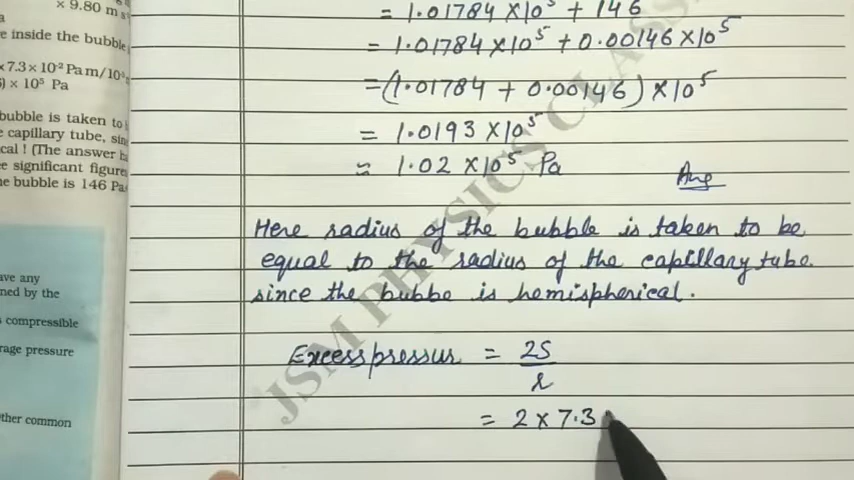 × 9.80 m s
e inside the bubble
× 7.3 × 10⁻² Pa m/10⁻
) × 10⁵ Pa
bubble is taken to
e capillary tube, sin
cal ! (The answer
e significant figure
he bubble is 146 Pa
ave any
ned by the
compressible
rage pressure
ther common
= 1.01784 × 10⁵ + 146
= 1.01784 × 10⁵ + 0.00146 × 10⁵
= (1.01784 + 0.00146) × 10⁵
= 1.0193 × 10⁵
≈ 1.02 × 10⁵ Pa
Ans
Here radius of the bubble is taken to be
equal to the radius of the capillary tube
since the bubbe is hemispherical.
Excess pressur = 2S/r
= 2 × 7.3
JSM PHYSICS CLASS